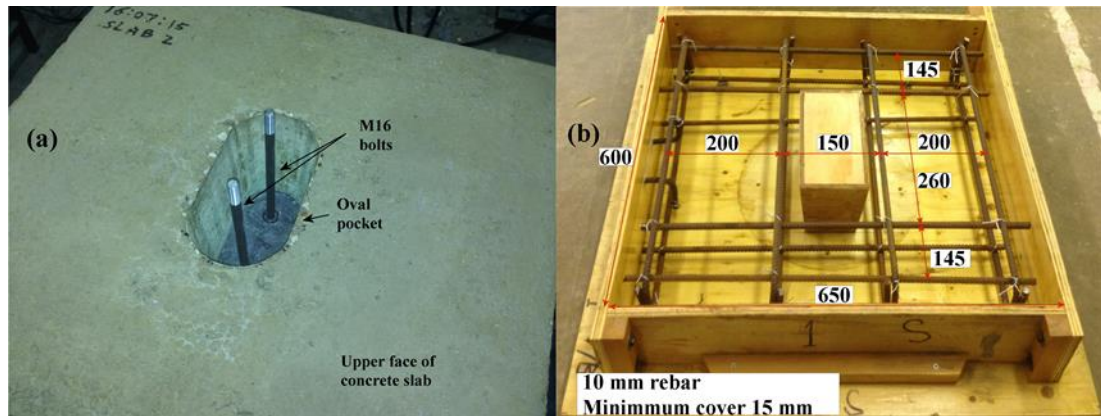 16:07:15
SLAB 2
(a)
M16
bolts
Oval
pocket
Upper face of
concrete slab
(b)
145
600
200
150
200
260
145
650
1 S
10 mm rebar
Minimmum cover 15 mm
S